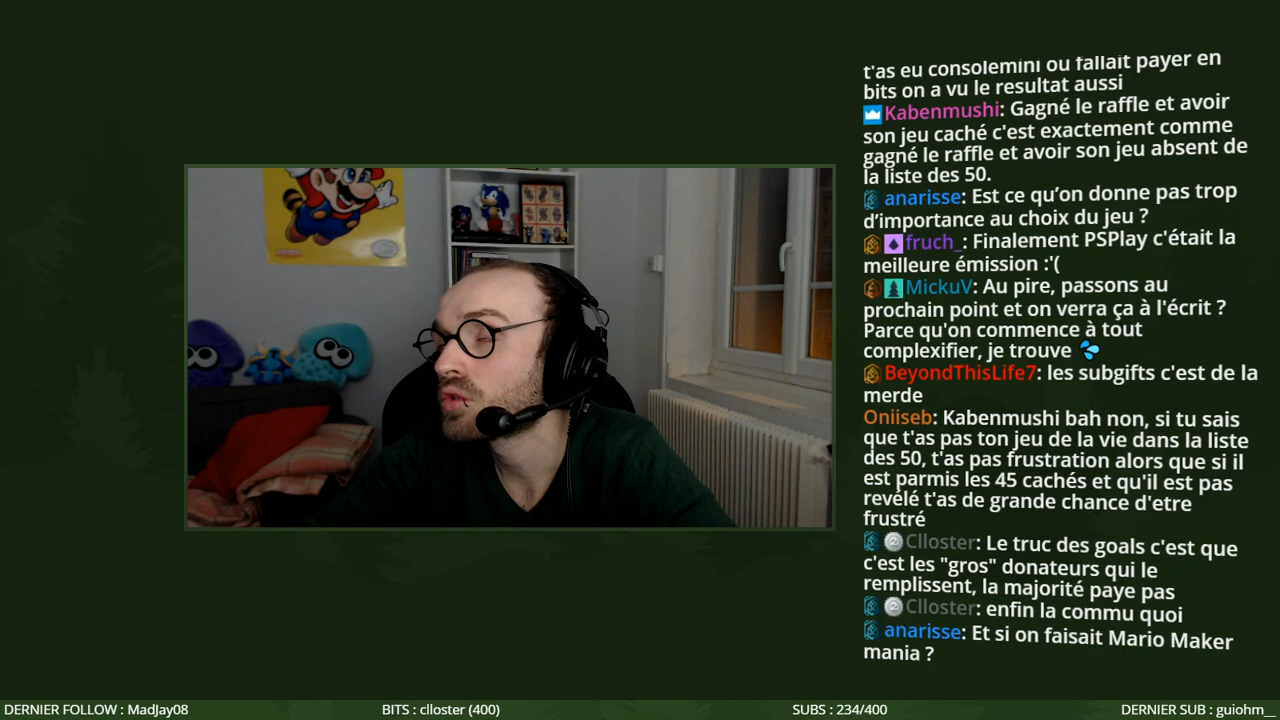 t'as eu consolemini ou fallait payer en
bits on a vu le resultat aussi
Kabenmushi: Gagné le raffle et avoir
son jeu caché c'est exactement comme
gagné le raffle et avoir son jeu absent de
la liste des 50.
anarisse: Est ce qu’on donne pas trop
d’importance au choix du jeu ?
fruch_: Finalement PSPlay c'était la
meilleure émission :'(
MickuV: Au pire, passons au
prochain point et on verra ça à l'écrit ?
Parce qu'on commence à tout
complexifier, je trouve 💦
BeyondThisLife7: les subgifts c'est de la
merde
Oniiseb: Kabenmushi bah non, si tu sais
que t'as pas ton jeu de la vie dans la liste
des 50, t'as pas frustration alors que si il
est parmis les 45 cachés et qu'il est pas
revélé t'as de grande chance d'etre
frustré
Clloster: Le truc des goals c'est que
c'est les "gros" donateurs qui le
remplissent, la majorité paye pas
Clloster: enfin la commu quoi
anarisse: Et si on faisait Mario Maker
mania ?
DERNIER FOLLOW : MadJay08
BITS : clloster (400)
SUBS : 234/400
DERNIER SUB : guiohm__